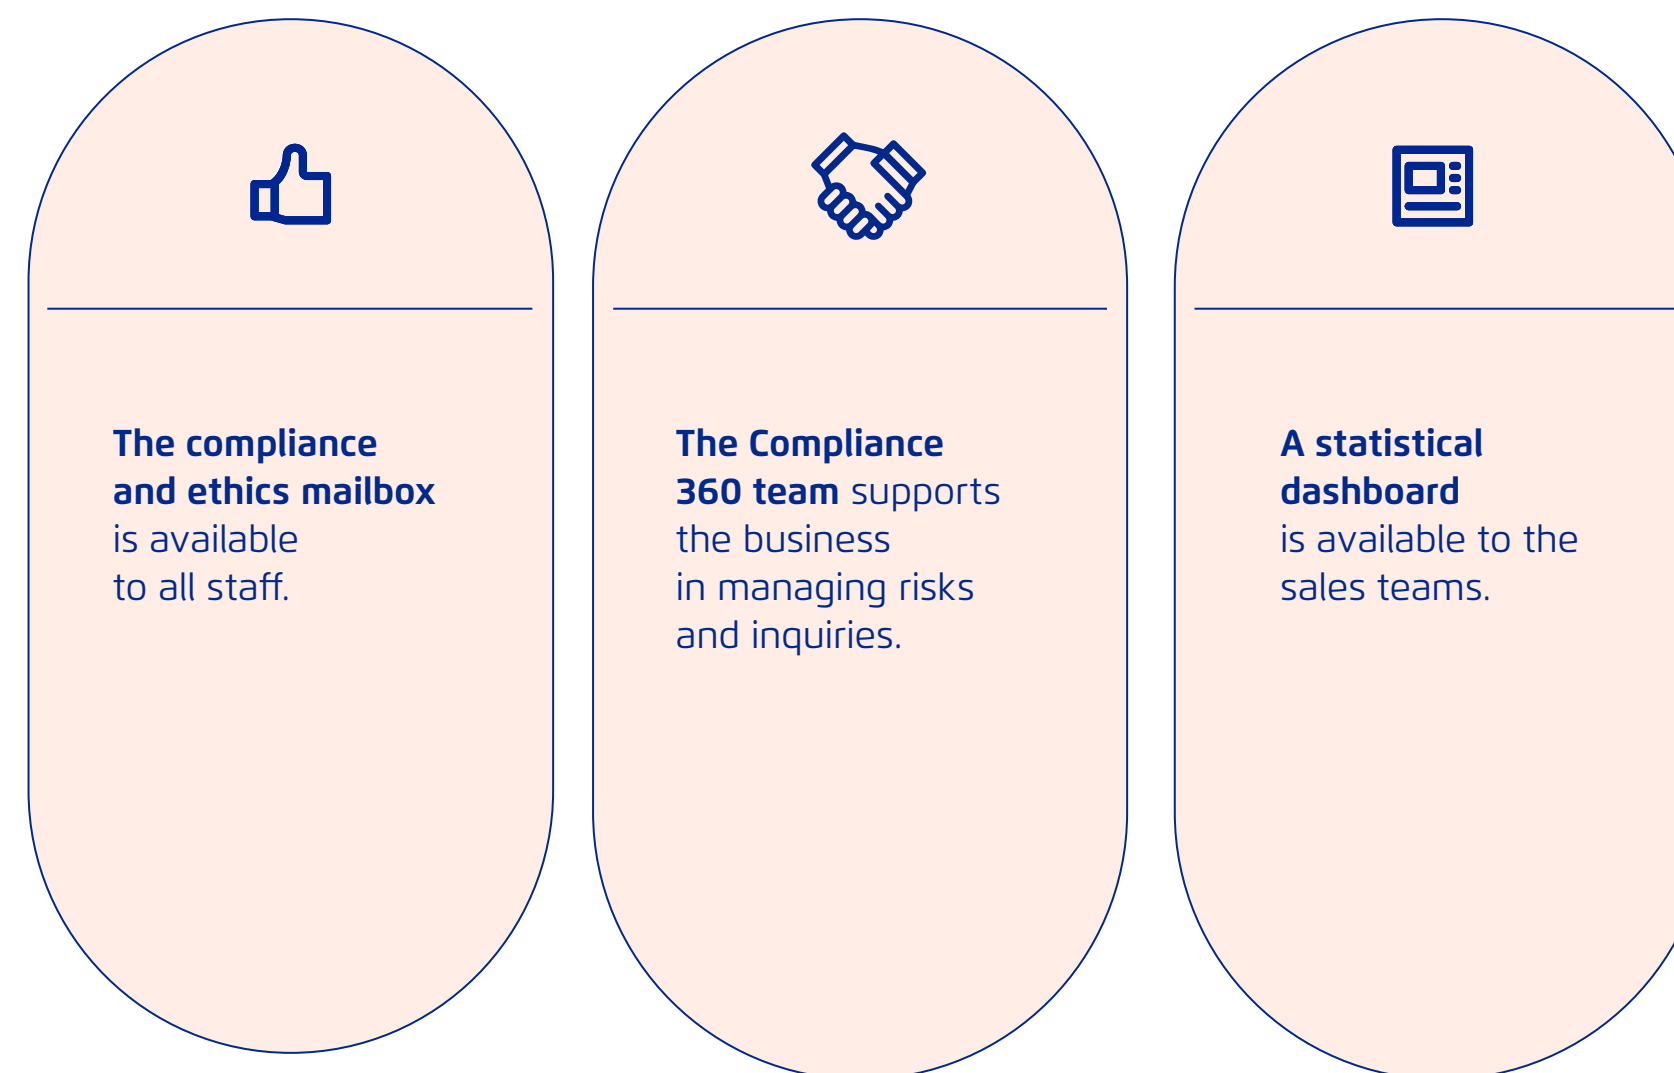 The compliance
and ethics mailbox
is available
to all staff.
The Compliance
360 team supports
the business
in managing risks
and inquiries.
A statistical
dashboard
is available to the
sales teams.